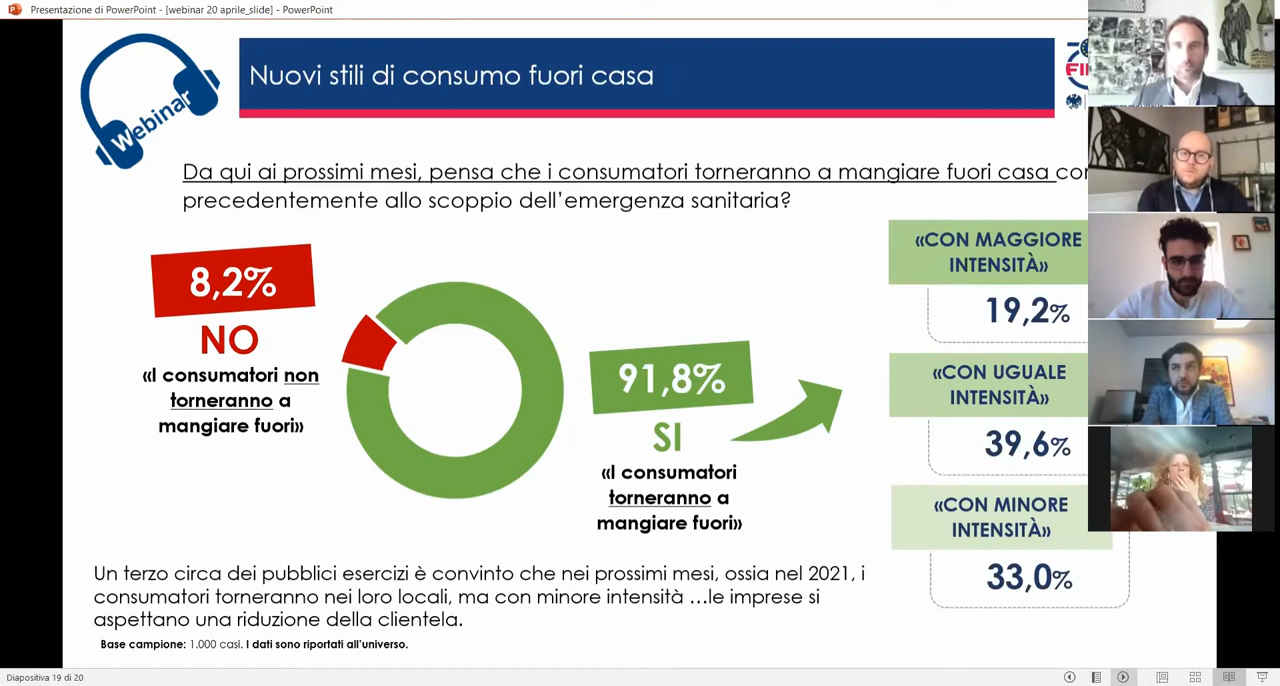 Presentazione di PowerPoint - [webinar 20 aprile_slide] - PowerPoint
Webinar
Nuovi stili di consumo fuori casa
FI
Da qui ai prossimi mesi, pensa che i consumatori torneranno a mangiare fuori casa
precedentemente allo scoppio dell'emergenza sanitaria?
8,2%
NO
«I consumatori non
torneranno a
mangiare fuori»
91,8%
SI
«I consumatori
torneranno a
mangiare fuori»
«CON MAGGIORE
INTENSITÀ»
19,2%
«CON UGUALE
INTENSITÀ»
39,6%
«CON MINORE
INTENSITÀ»
33,0%
Un terzo circa dei pubblici esercizi è convinto che nei prossimi mesi, ossia nel 2021, i
consumatori torneranno nei loro locali, ma con minore intensità ...le imprese si
aspettano una riduzione della clientela.
Base campione: 1.000 casi. I dati sono riportati all'universo.
Diapositiva 19 di 20